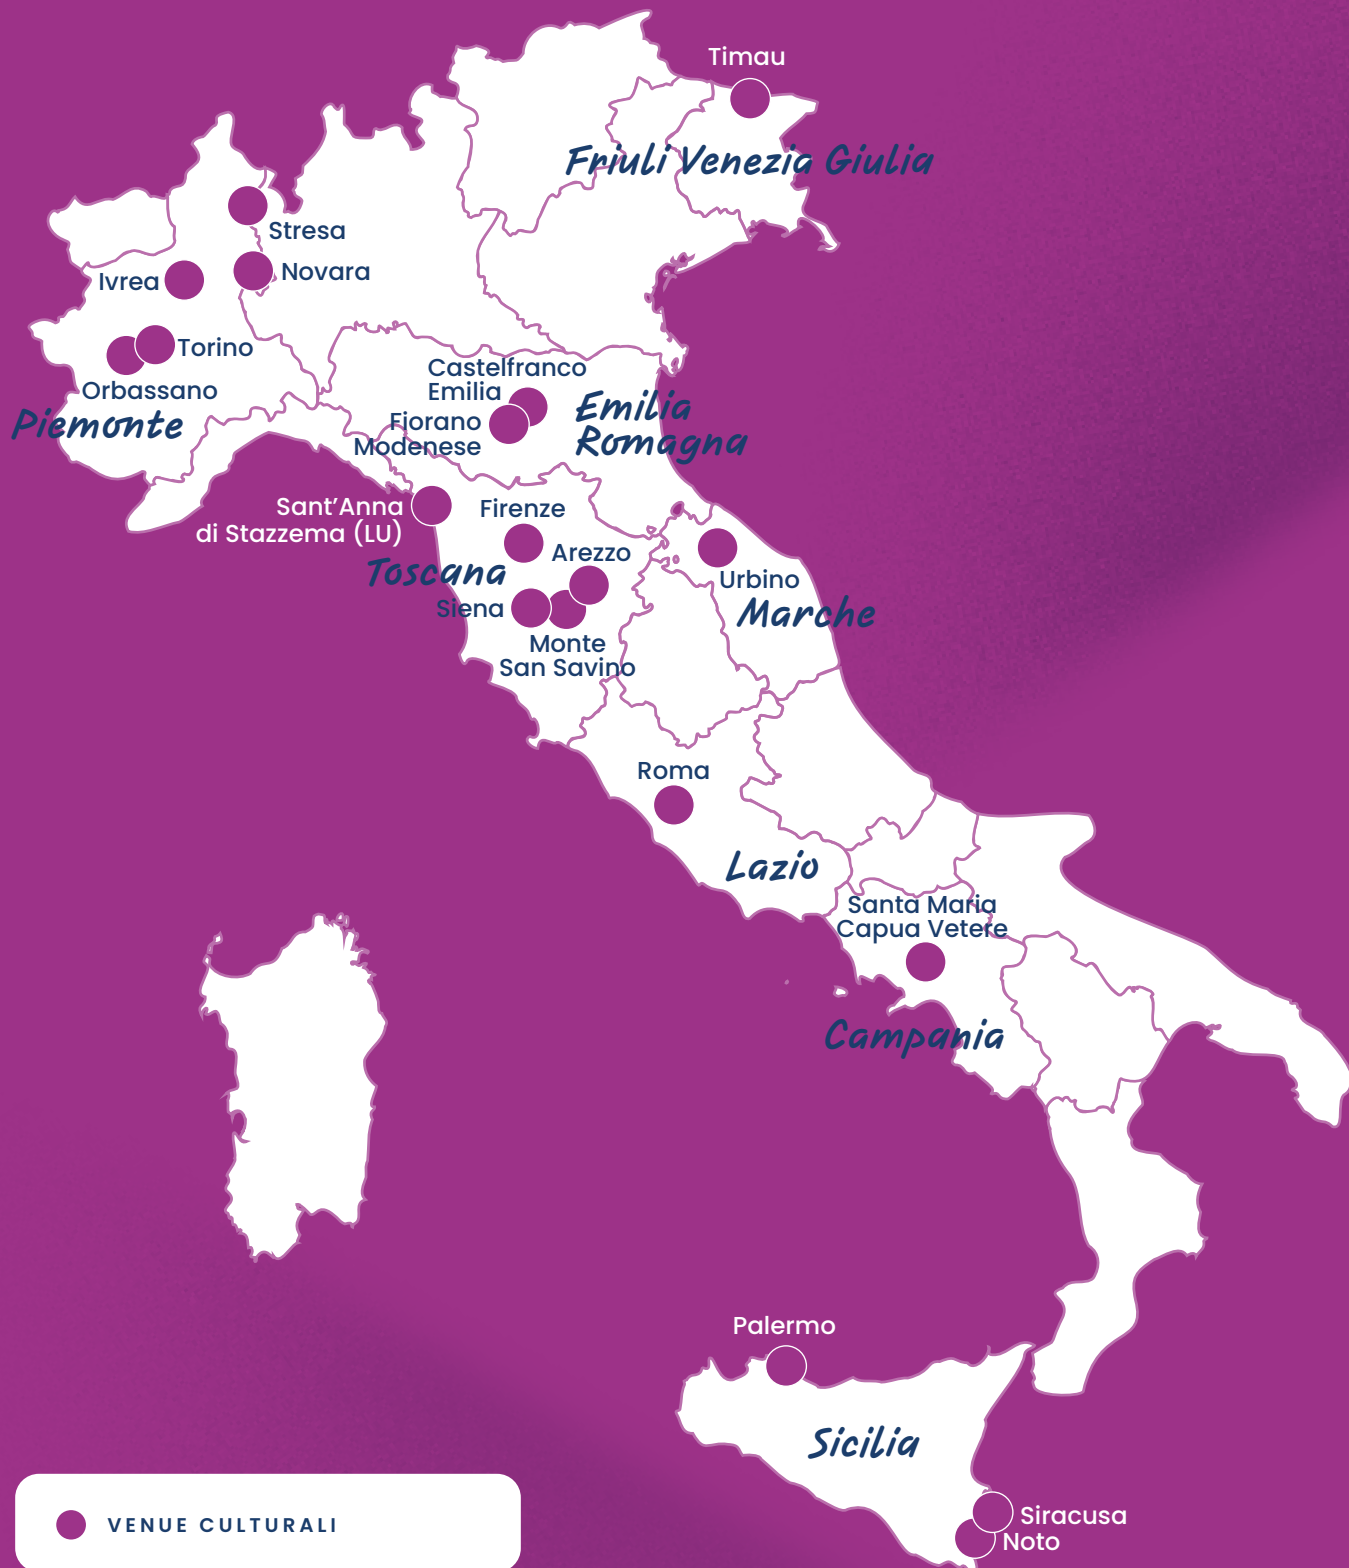 Timau
Friuli Venezia Giulia
Stresa
Ivrea
Novara
Torino
Orbassano
Piemonte
Castelfranco
Emilia
Fiorano
Modenese
Emilia
Romagna
Sant'Anna
di Stazzema (LU)
Firenze
Arezzo
Toscana
Siena
Monte
San Savino
Urbino
Marche
Roma
Lazio
Santa Maria
Capua Vetere
Campania
Palermo
Sicilia
Siracusa
Noto
VENUE CULTURALI